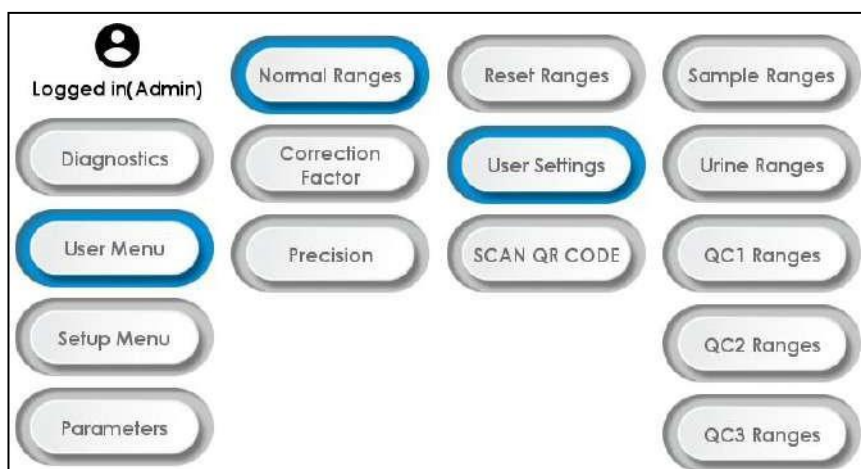 Logged in(Admin)
Diagnostics
User Menu
Setup Menu
Parameters
Normal Ranges
Correction
Factor
Precision
Reset Ranges
User Settings
SCAN QR CODE
Sample Ranges
Urine Ranges
QC1 Ranges
QC2 Ranges
QC3 Ranges